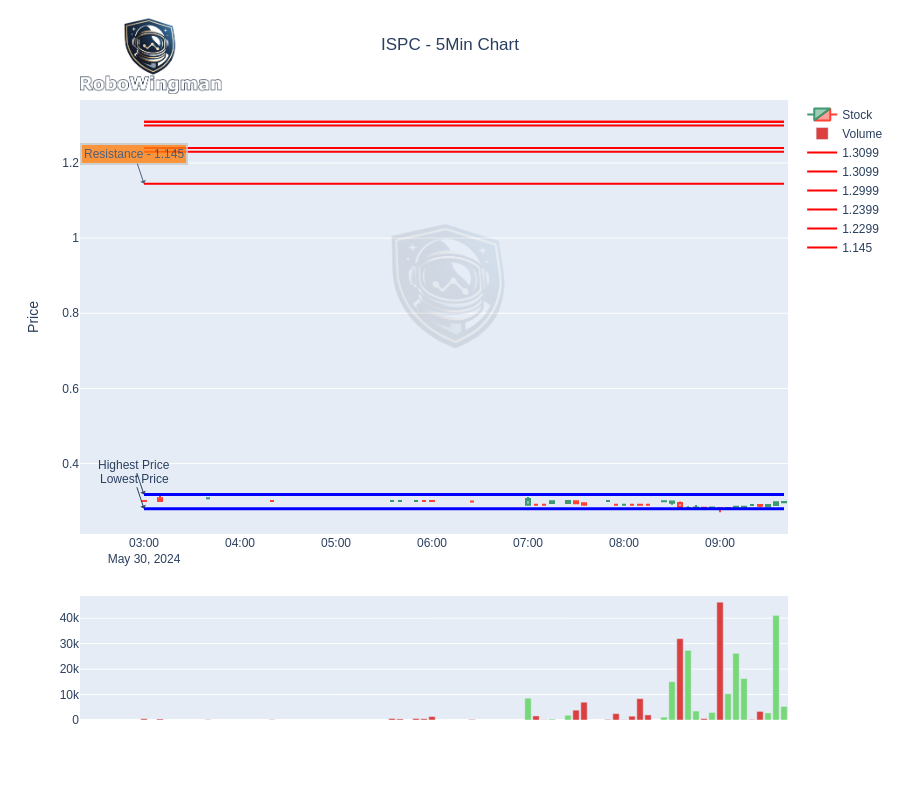 ISPC - 5Min Chart
RoboWingman
Stock
Volume
1.3099
1.3099
1.2999
1.2399
1.2299
1.145
Resistance - 1.145
1.2
1
0.8
0.6
0.4
Price
Highest Price
Lowest Price
03:00
04:00
05:00
06:00
07:00
08:00
09:00
May 30, 2024
40k
30k
20k
10k
0